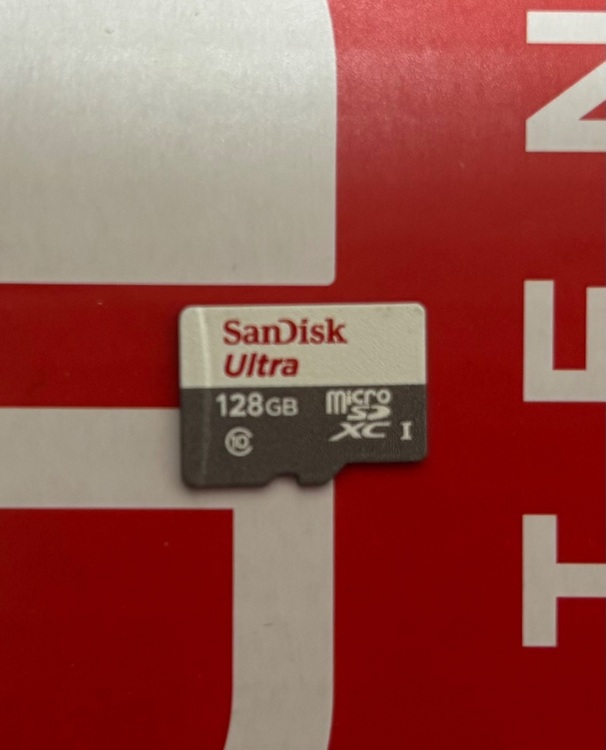 SanDisk
Ultra
128GB
micro
SD
XC I
10
N
E
T